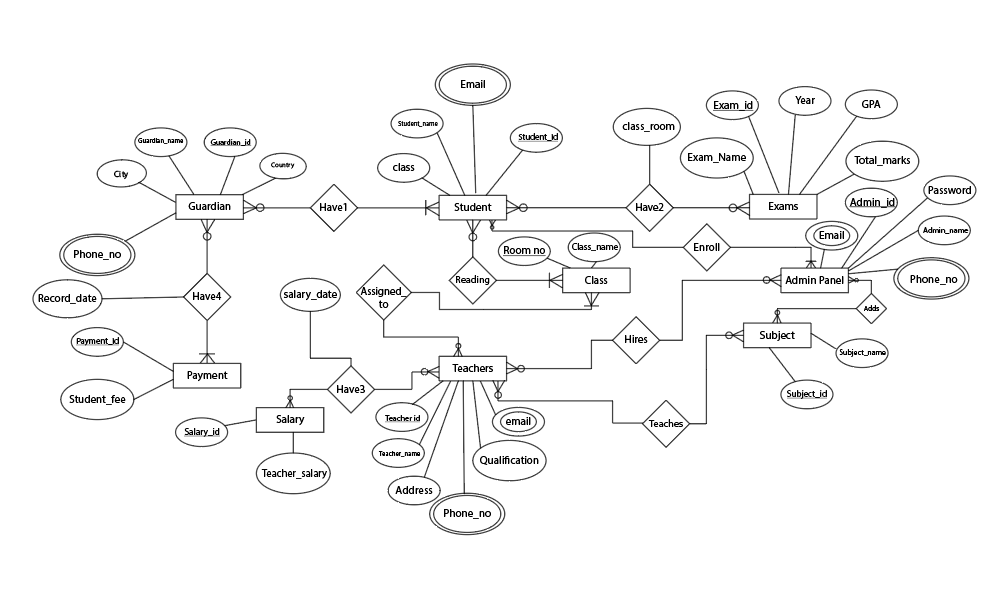 Email
Exam_id
Year
GPA
Student_name
Student_Id
class_room
Guardian_name
Guardian_id
Country
City
class
Exam_Name
Total_marks
Guardian
Have1
Student
Have2
Exams
Password
Admin_id
Admin_name
Email
Phone_no
Room no
Class_name
Enroll
Phone_no
Reading
Class
Admin Panel
Record_date
Have4
salary_date
Assigned_
to
Adds
Payment_id
Hires
Subject
Subject_name
Payment
Teachers
Student_fee
Have3
Subject_id
Salary
Teacher id
email
Teaches
Salary_id
Teacher_name
Qualification
Teacher_salary
Address
Phone_no